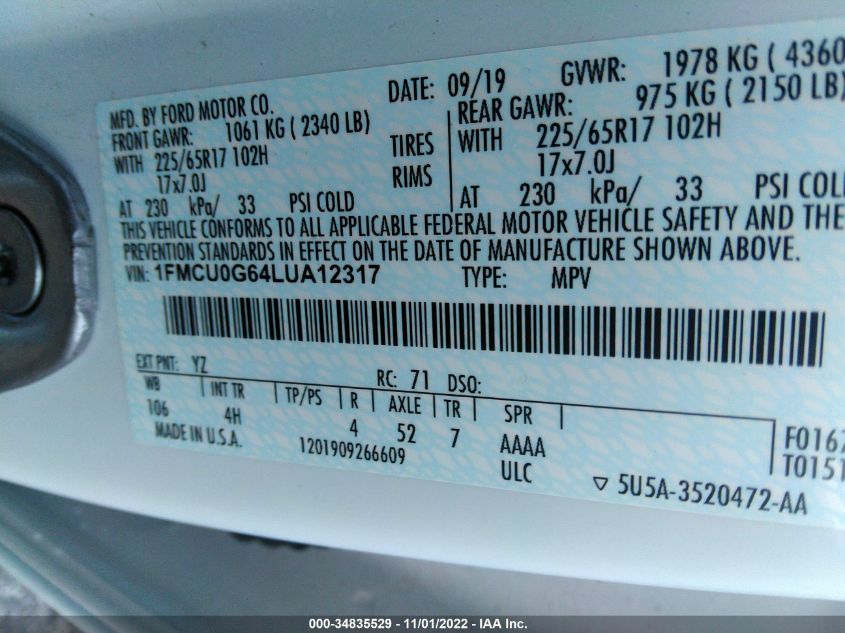 MFD. BY FORD MOTOR CO.
DATE: 09/19 GVWR: 1978 KG ( 4360
FRONT GAWR: 1061 KG ( 2340 LB)
REAR GAWR: 975 KG ( 2150 LB)
WITH 225/65R17 102H TIRES WITH 225/65R17 102H
17x7.0J RIMS 17x7.0J
AT 230 kPa/ 33 PSI COLD AT 230 kPa/ 33 PSI COL
THIS VEHICLE CONFORMS TO ALL APPLICABLE FEDERAL MOTOR VEHICLE SAFETY AND THE
PREVENTION STANDARDS IN EFFECT ON THE DATE OF MANUFACTURE SHOWN ABOVE.
VIN: 1FMCU0G64LUA12317 TYPE: MPV
EXT PNT: YZ RC: 71 DSO:
WB INT TR TP/PS R AXLE TR SPR
106 4H 4 52 7 AAAA
ULC
MADE IN U.S.A. 1201909266609
F0167
T0151
5U5A-3520472-AA
000-34835529 - 11/01/2022 - IAA Inc.